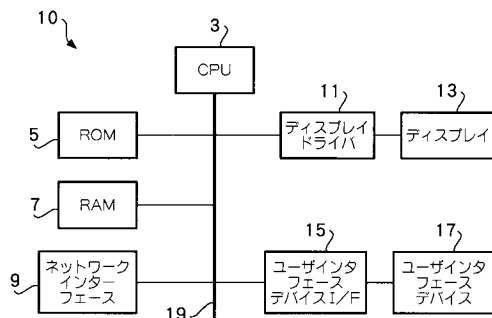 10
3
CPU
11
13
5
ROM
ディスプレイ
ドライバ
ディスプレイ
7
RAM
15
17
9
ネットワーク
インター
フェース
ユーザインタ
フェース
デバイスI/F
ユーザインタ
フェース
デバイス
19